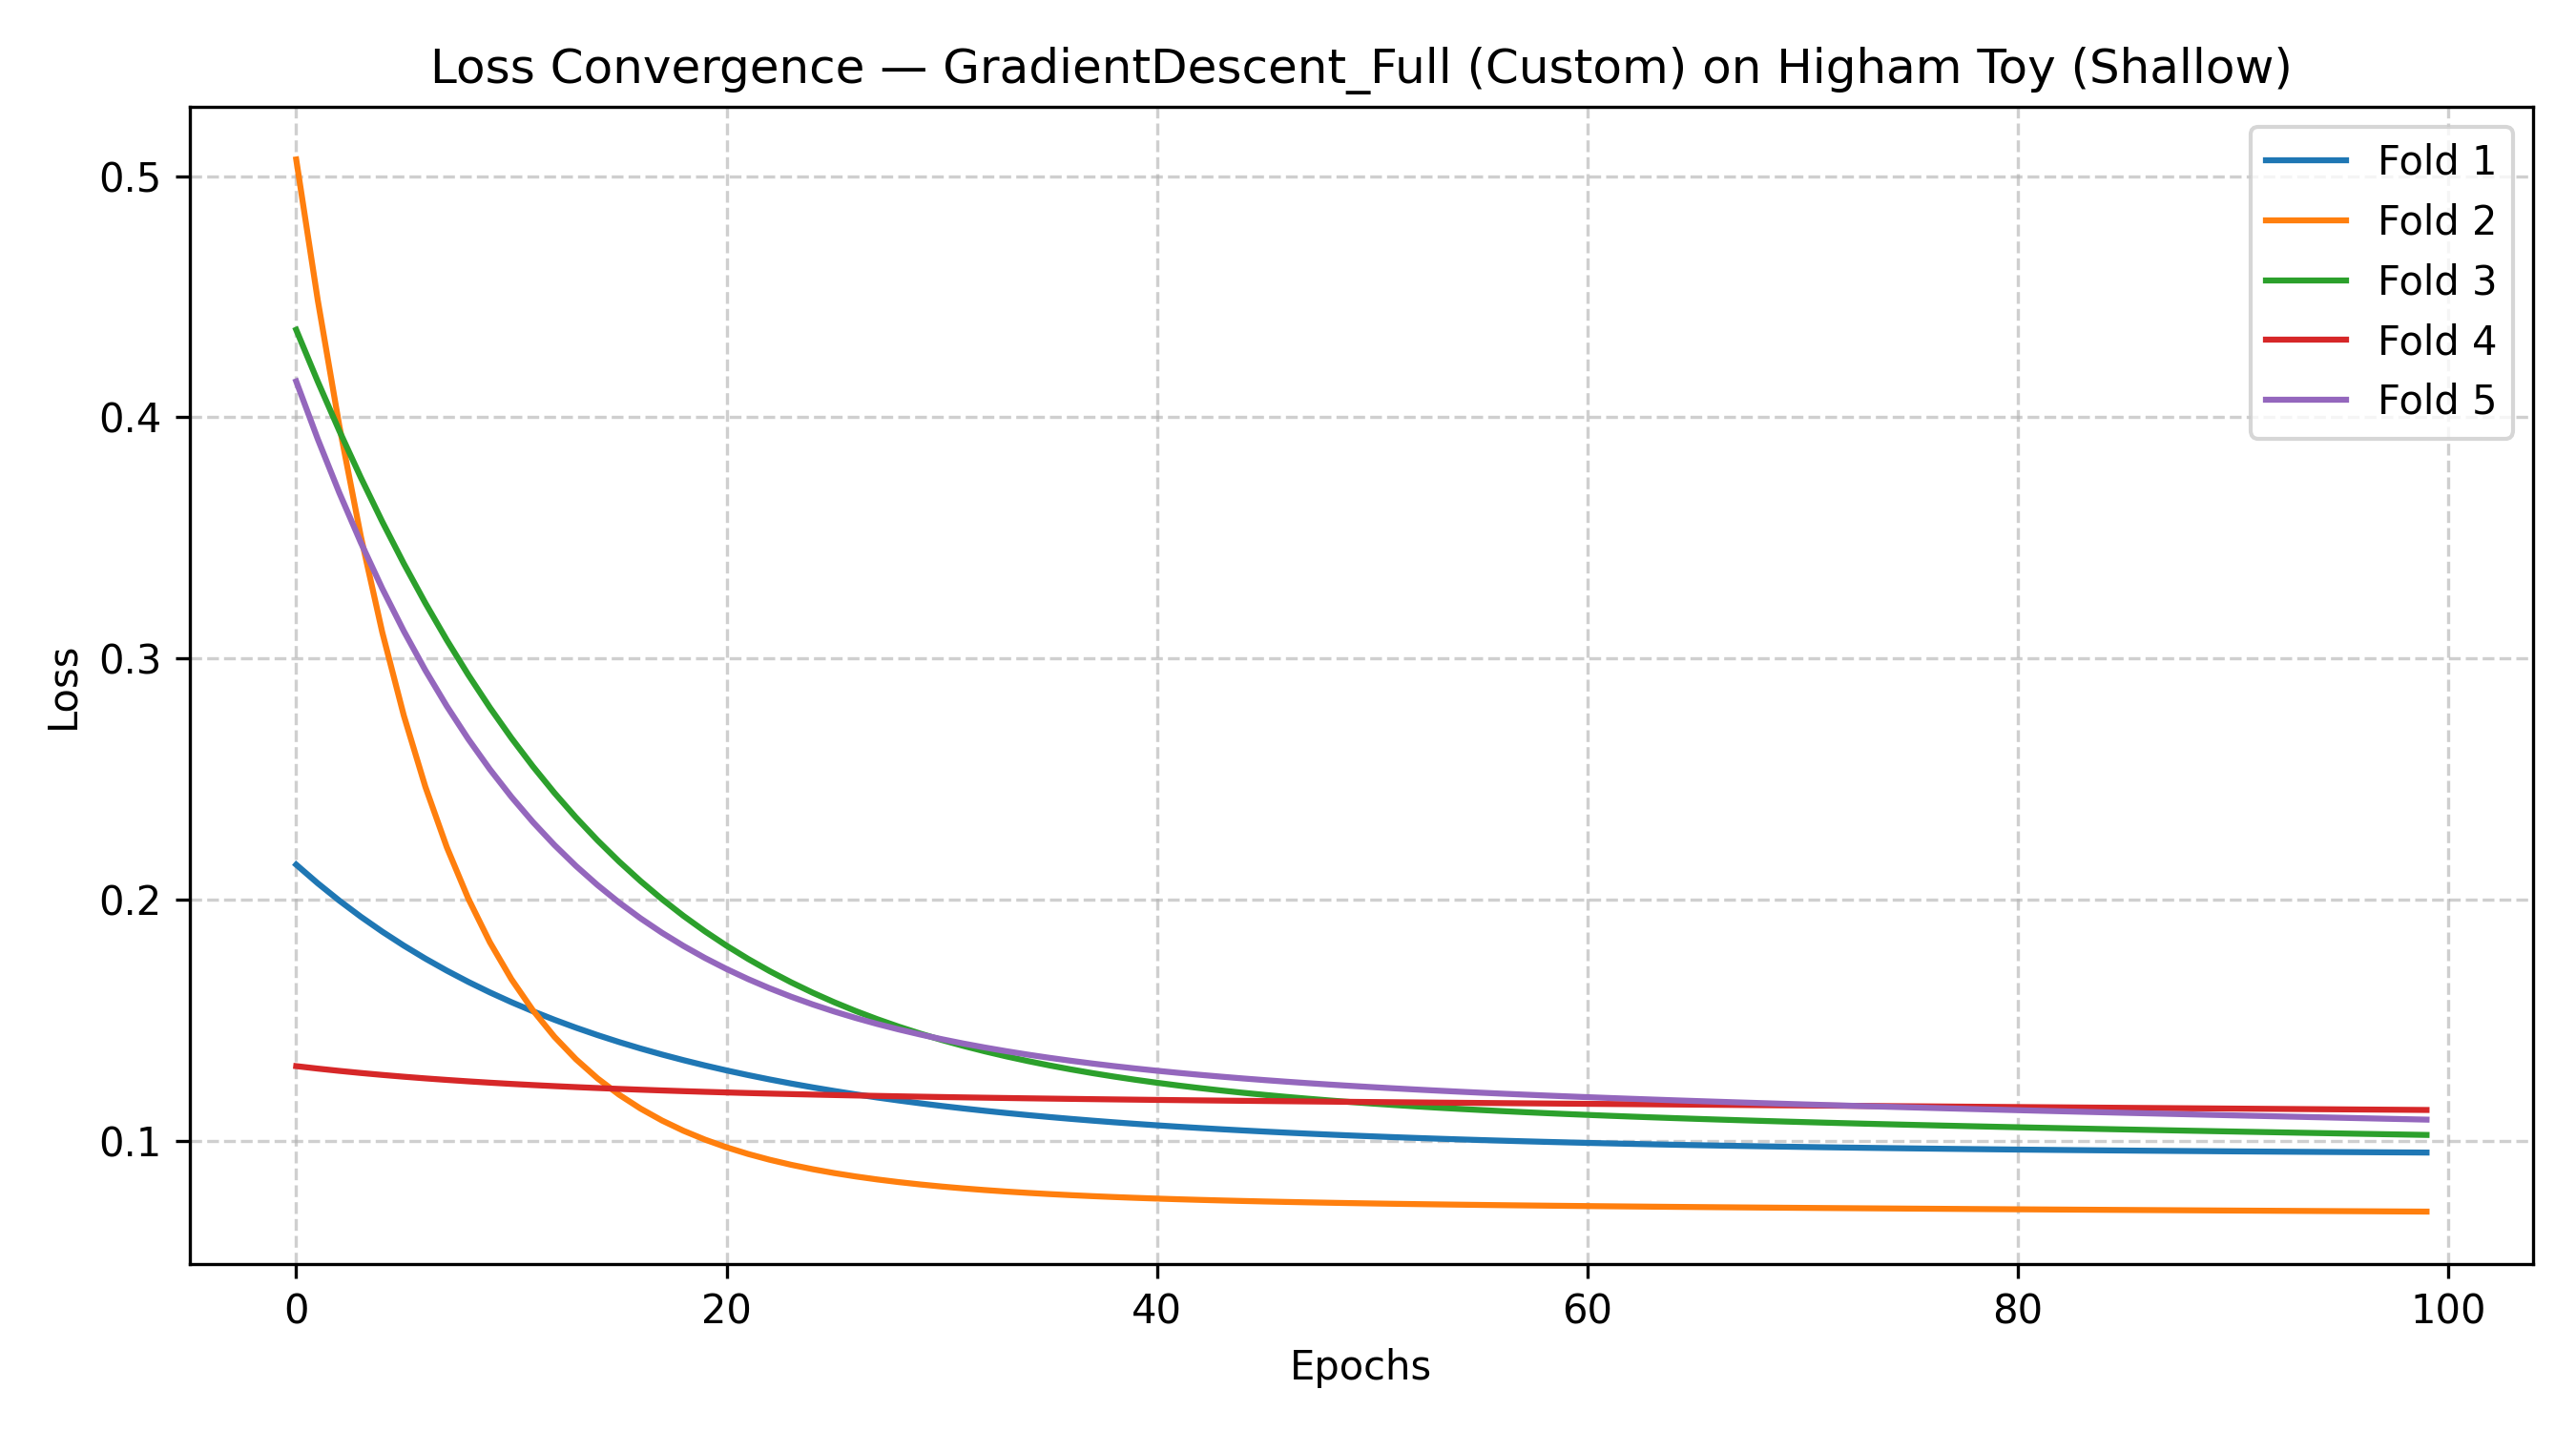 Loss Convergence — GradientDescent_Full (Custom) on Higham Toy (Shallow)
Fold 1
Fold 2
Fold 3
Fold 4
Fold 5
0.5
0.4
0.3
0.2
0.1
Loss
0 20 40 60 80 100
Epochs